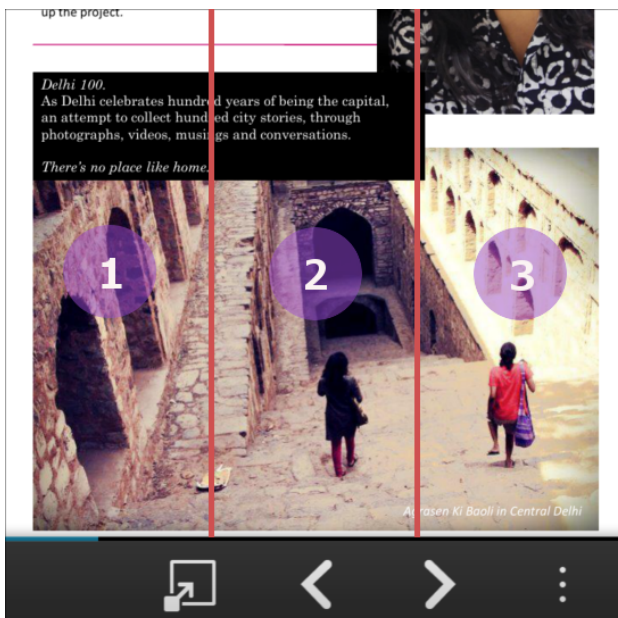 up the project.
Delhi 100.
As Delhi celebrates hundred years of being the capital,
an attempt to collect hundred city stories, through
photographs, videos, musings and conversations.
There's no place like home.
1 2 3
Agrasen Ki Baoli in Central Delhi